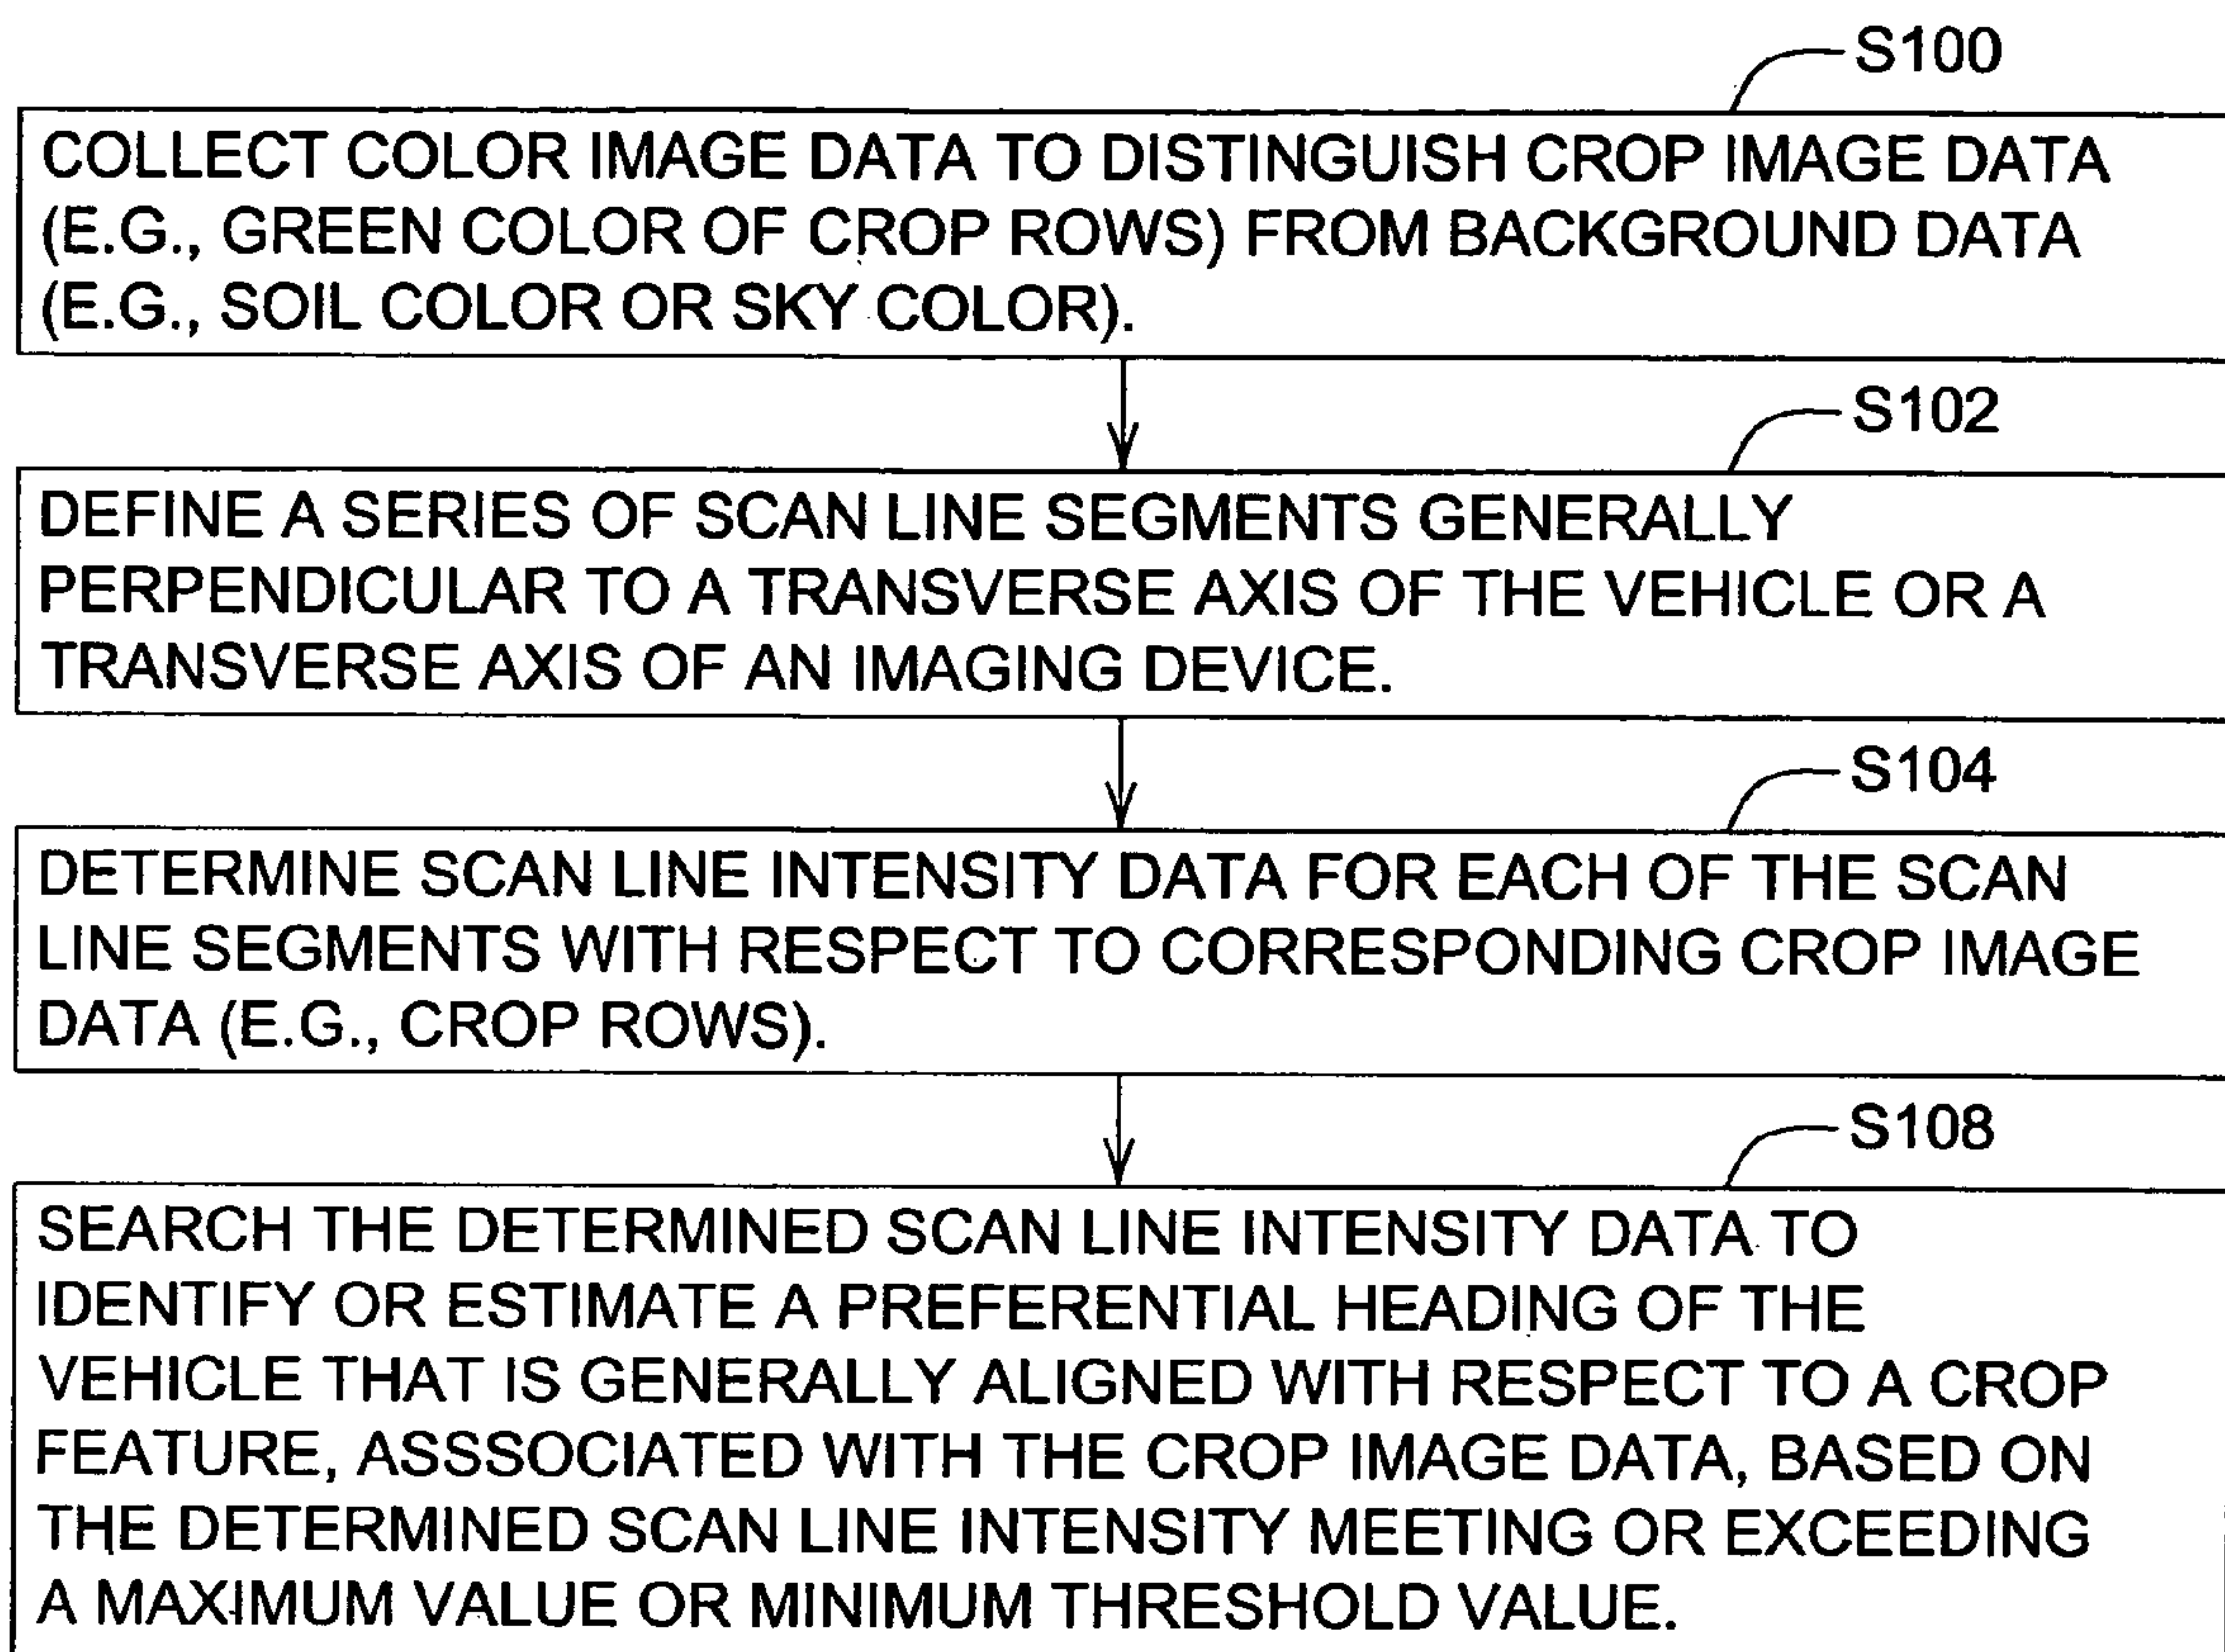 S100
COLLECT COLOR IMAGE DATA TO DISTINGUISH CROP IMAGE DATA
(E.G., GREEN COLOR OF CROP ROWS) FROM BACKGROUND DATA
(E.G., SOIL COLOR OR SKY COLOR).
S102
DEFINE A SERIES OF SCAN LINE SEGMENTS GENERALLY
PERPENDICULAR TO A TRANSVERSE AXIS OF THE VEHICLE OR A
TRANSVERSE AXIS OF AN IMAGING DEVICE.
S104
DETERMINE SCAN LINE INTENSITY DATA FOR EACH OF THE SCAN
LINE SEGMENTS WITH RESPECT TO CORRESPONDING CROP IMAGE
DATA (E.G., CROP ROWS).
S108
SEARCH THE DETERMINED SCAN LINE INTENSITY DATA TO
IDENTIFY OR ESTIMATE A PREFERENTIAL HEADING OF THE
VEHICLE THAT IS GENERALLY ALIGNED WITH RESPECT TO A CROP
FEATURE, ASSSOCIATED WITH THE CROP IMAGE DATA, BASED ON
THE DETERMINED SCAN LINE INTENSITY MEETING OR EXCEEDING
A MAXIMUM VALUE OR MINIMUM THRESHOLD VALUE.